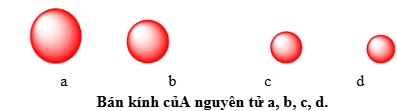 a b c d
Bán kính củA nguyên tử a, b, c, d.